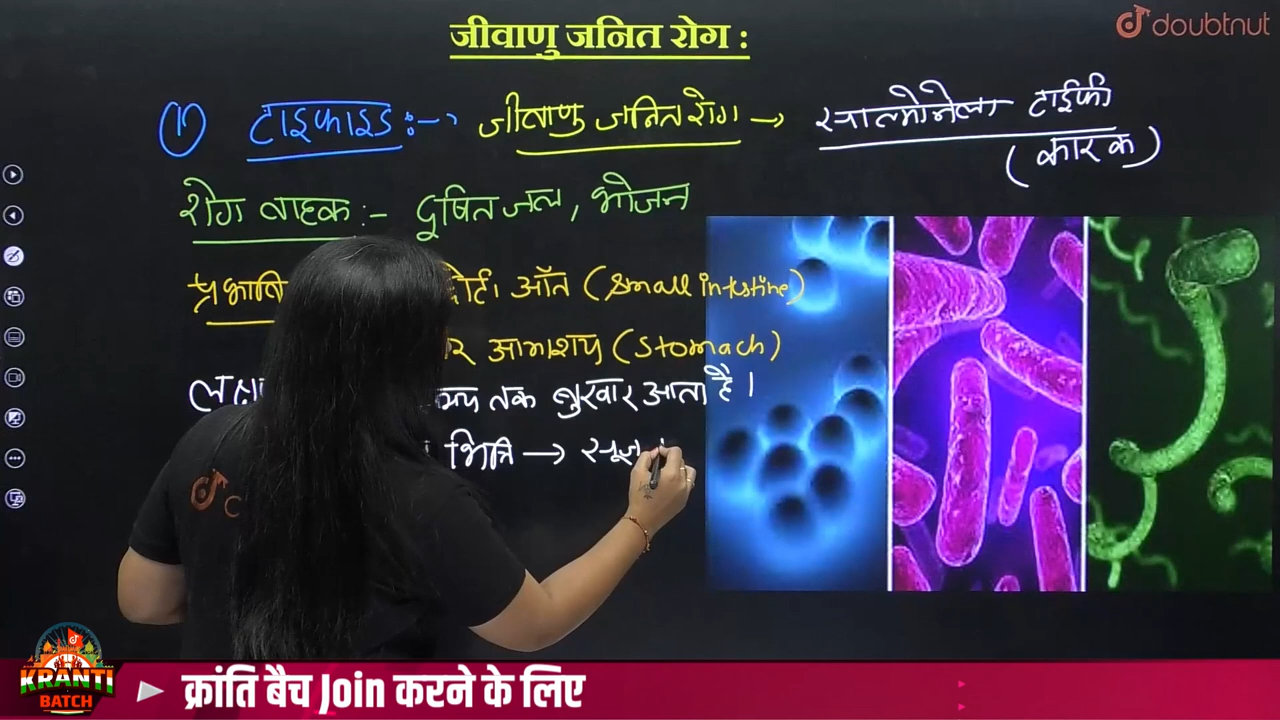 जीवाणु जनित रोग :
doubtnut
① टाइफाइड :→ जीवाणु जनित रोग → साल्मोनेला टाईफी
(कारक)
रोग वाहक :- दूषित जल, भोजन
आँत (Small intestine)
आमाशय (Stomach)
तक बुखार आता है ।
भित्ति → सूज
KRANTI
BATCH
क्रांति बैच Join करने के लिए